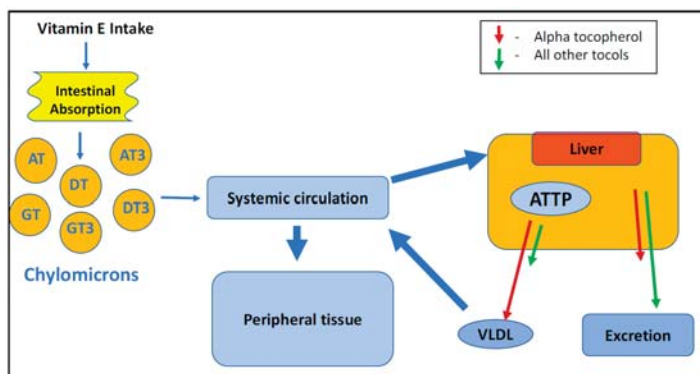 Vitamin E Intake
- Alpha tocopherol
- All other tocols
Intestinal
Absorption
AT
AT3
DT
GT
DT3
GT3
Chylomicrons
Systemic circulation
Liver
ATTP
Peripheral tissue
VLDL
Excretion